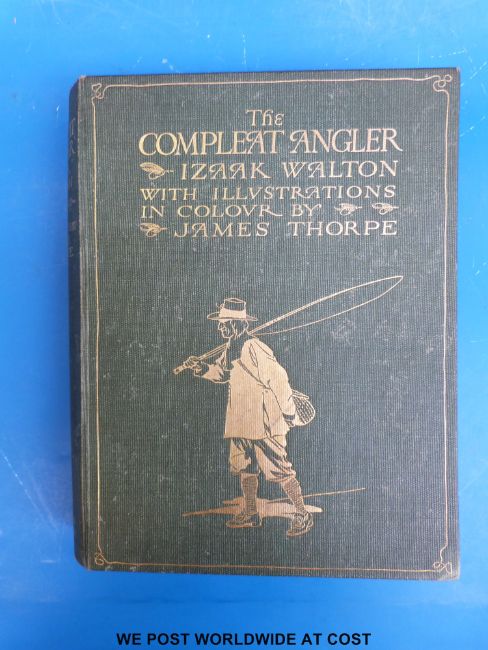 The
COMPLEAT ANGLER
IZAAK WALTON
WITH ILLVSTRATIONS
IN COLOVR BY
JAMES THORPE
WE POST WORLDWIDE AT COST